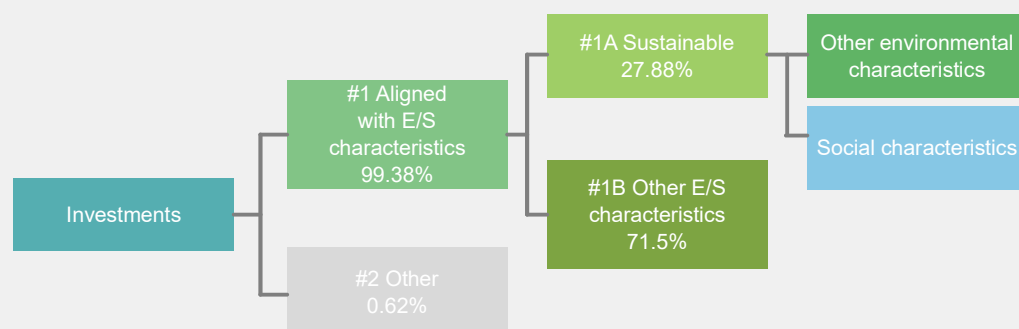 Investments
#1 Aligned
with E/S
characteristics
99.38%
#2 Other
0.62%
#1A Sustainable
27.88%
#1B Other E/S
characteristics
71.5%
Other environmental
characteristics
Social characteristics